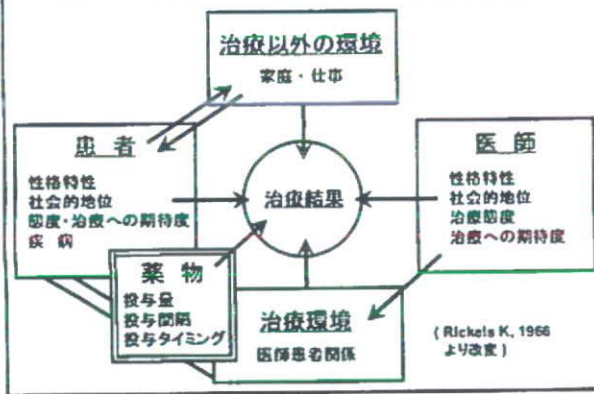 治療以外の環境
家庭・仕事
患 者
性格特性
社会的地位
態度・治療への期待度
疾 病
医 師
性格特性
社会的地位
治療態度
治療への期待度
治療結果
薬 物
投与量
投与間隔
投与タイミング
治療環境
医師患者関係
(Rickels K, 1966
より改変)